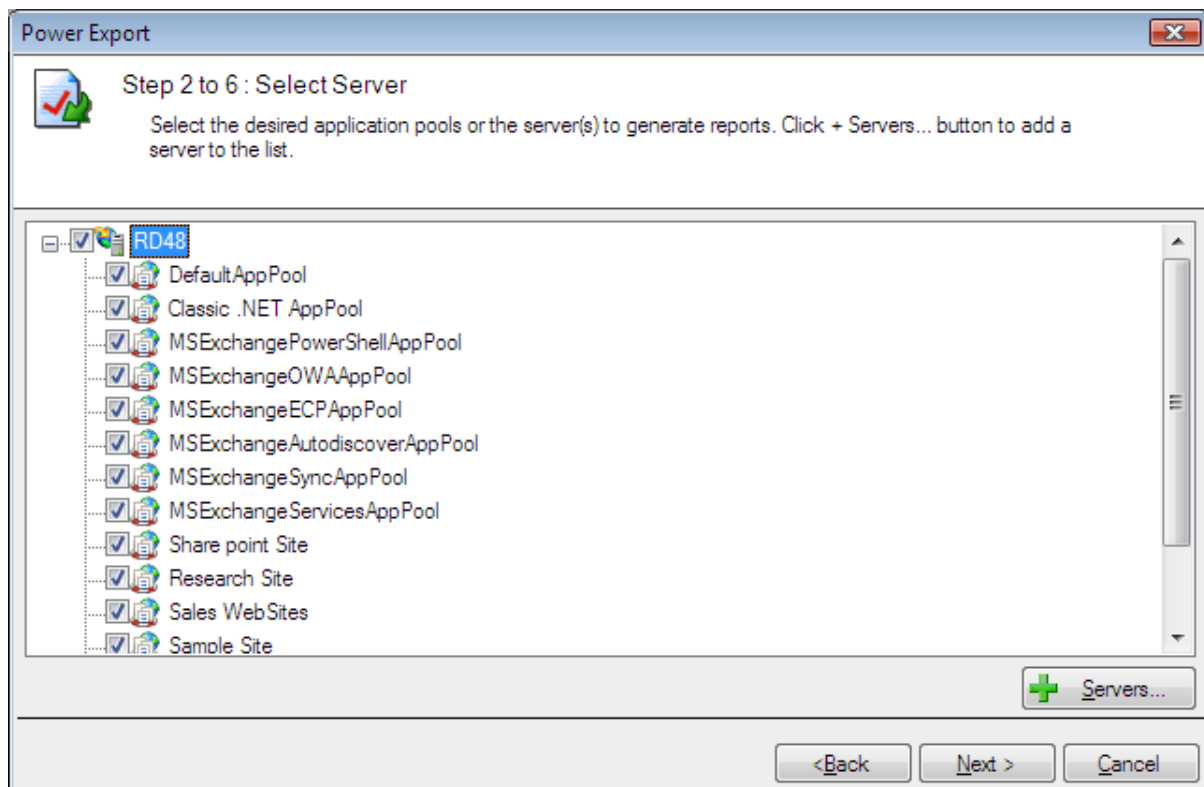 Power Export
Step 2 to 6 : Select Server
Select the desired application pools or the server(s) to generate reports. Click + Servers... button to add a
server to the list.
RD48
DefaultAppPool
Classic .NET AppPool
MSExchangePowerShellAppPool
MSExchangeOWAAppPool
MSExchangeECPAppPool
MSExchangeAutodiscoverAppPool
MSExchangeSyncAppPool
MSExchangeServicesAppPool
Share point Site
Research Site
Sales WebSites
Sample Site
Servers...
<Back Next > Cancel